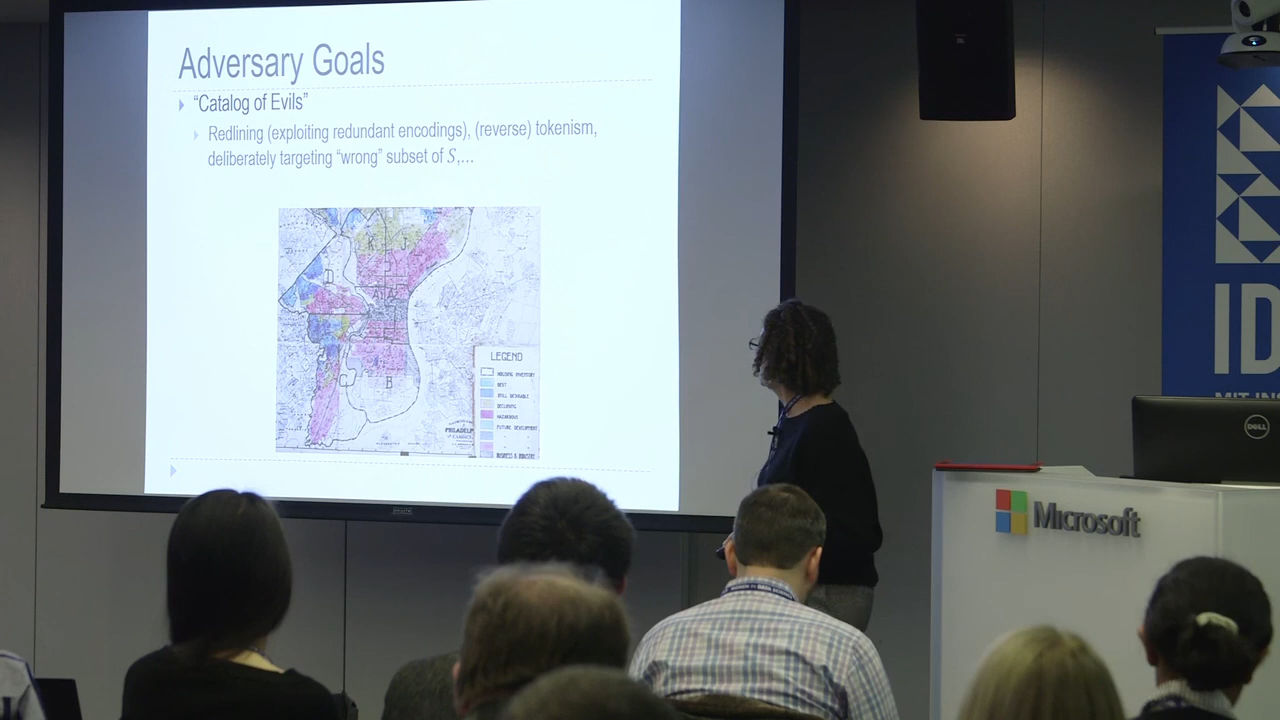 Adversary Goals
“Catalog of Evils”
Redlining (exploiting redundant encodings), (reverse) tokenism,
deliberately targeting “wrong” subset of S,...
K J
D
G B
LEGEND
BEST
STILL DESIRABLE
DECLINING
HAZARDOUS
FUTURE DEVELOPMENT
BUSINESS & INDUSTRY
ID
DELL
Microsoft